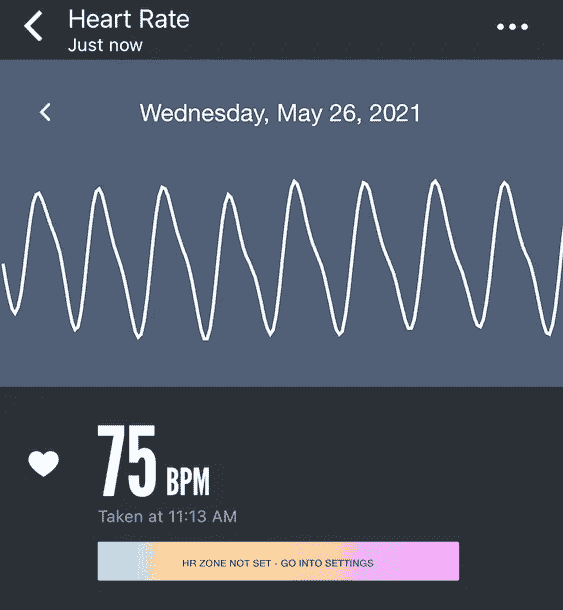 Heart Rate
Just now
Wednesday, May 26, 2021
75 BPM
Taken at 11:13 AM
HR ZONE NOT SET - GO INTO SETTINGS